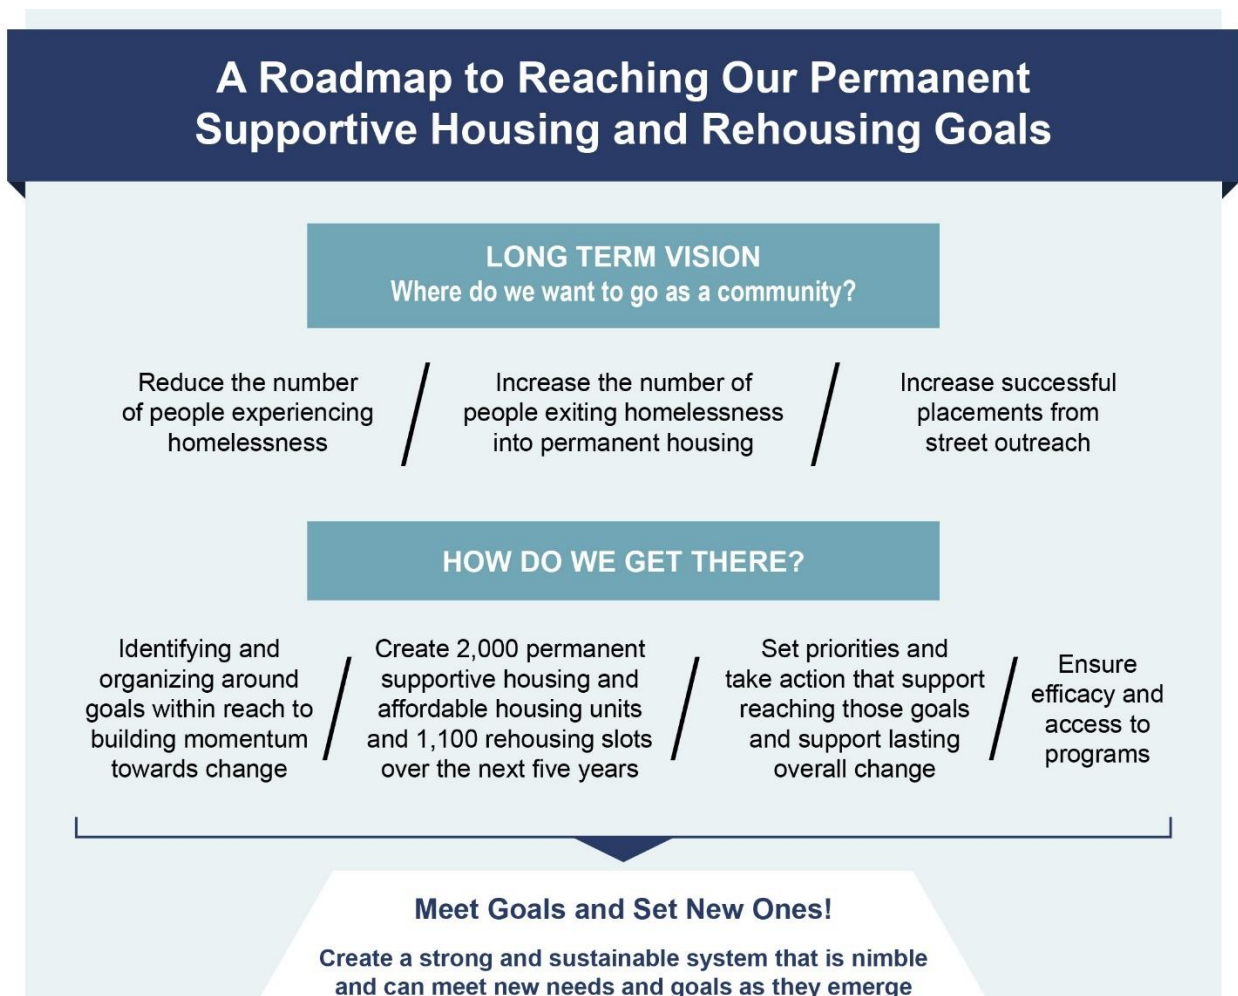 A Roadmap to Reaching Our Permanent
Supportive Housing and Rehousing Goals
LONG TERM VISION
Where do we want to go as a community?
Reduce the number
of people experiencing
homelessness
Increase the number of
people exiting homelessness
into permanent housing
Increase successful
placements from
street outreach
HOW DO WE GET THERE?
Identifying and
organizing around
goals within reach to
building momentum
towards change
Create 2,000 permanent
supportive housing and
affordable housing units
and 1,100 rehousing slots
over the next five years
Set priorities and
take action that support
reaching those goals
and support lasting
overall change
Ensure
efficacy and
access to
programs
Meet Goals and Set New Ones!
Create a strong and sustainable system that is nimble
and can meet new needs and goals as they emerge